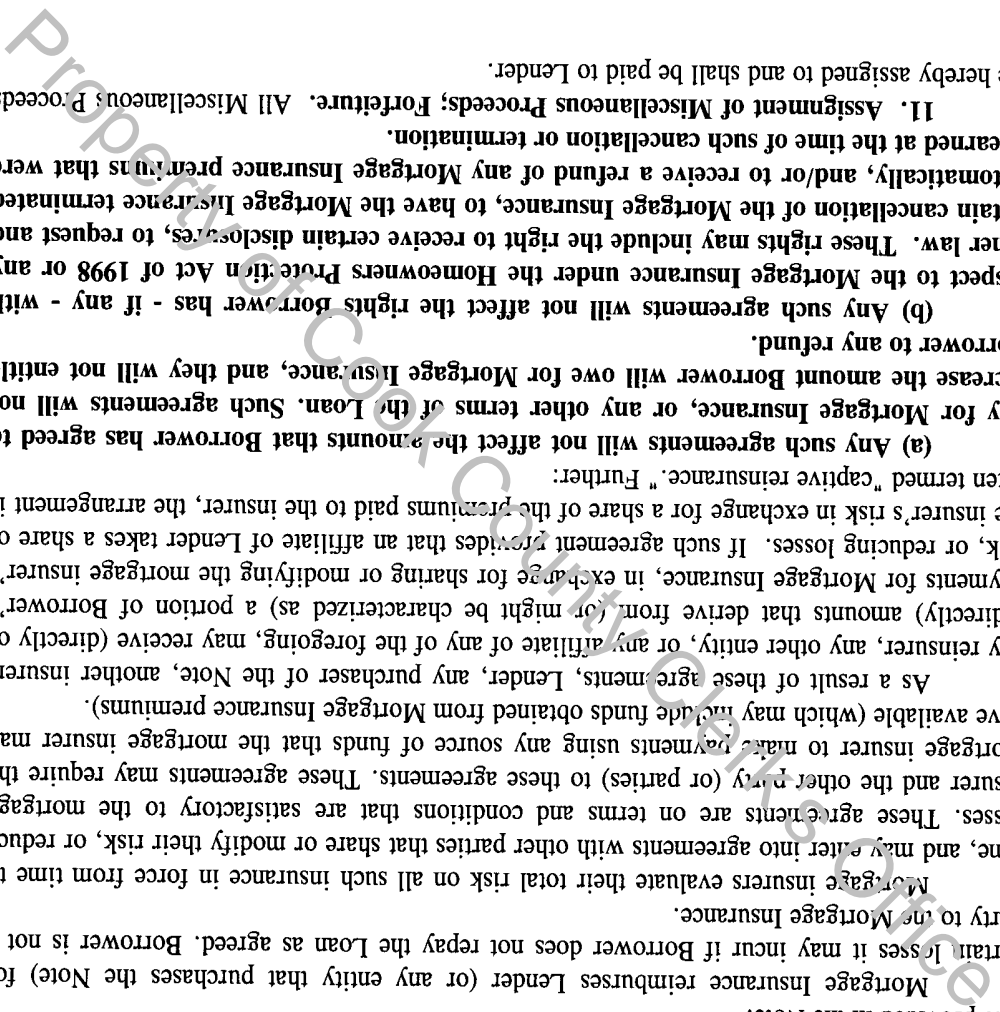 Mortgage Insurance reimburses Lender (or any entity that purchases the Note) fo
rtain losses it may incur if Borrower does not repay the Loan as agreed. Borrower is not
rty to the Mortgage Insurance.
Mortgage insurers evaluate their total risk on all such insurance in force from time t
ne, and may enter into agreements with other parties that share or modify their risk, or reduc
sses. These agreements are on terms and conditions that are satisfactory to the mortgag
surer and the other party (or parties) to these agreements. These agreements may require th
ortgage insurer to make payments using any source of funds that the mortgage insurer ma
ve available (which may include funds obtained from Mortgage Insurance premiums).
As a result of these agreements, Lender, any purchaser of the Note, another insurer
y reinsurer, any other entity, or any affiliate of any of the foregoing, may receive (directly o
directly) amounts that derive from (or might be characterized as) a portion of Borrower'
yments for Mortgage Insurance, in exchange for sharing or modifying the mortgage insurer'
k, or reducing losses. If such agreement provides that an affiliate of Lender takes a share o
e insurer's risk in exchange for a share of the premiums paid to the insurer, the arrangement i
ten termed "captive reinsurance." Further:
(a) Any such agreements will not affect the amounts that Borrower has agreed t
y for Mortgage Insurance, or any other terms of the Loan. Such agreements will no
crease the amount Borrower will owe for Mortgage Insurance, and they will not entitl
orrower to any refund.
(b) Any such agreements will not affect the rights Borrower has - if any - with
spect to the Mortgage Insurance under the Homeowners Protection Act of 1998 or any
her law. These rights may include the right to receive certain disclosures, to request and
tain cancellation of the Mortgage Insurance, to have the Mortgage Insurance terminated
tomatically, and/or to receive a refund of any Mortgage Insurance premiums that were
earned at the time of such cancellation or termination.
11. Assignment of Miscellaneous Proceeds; Forfeiture. All Miscellaneous Proceeds
e hereby assigned to and shall be paid to Lender.
Property of Cook County Clerk's Office